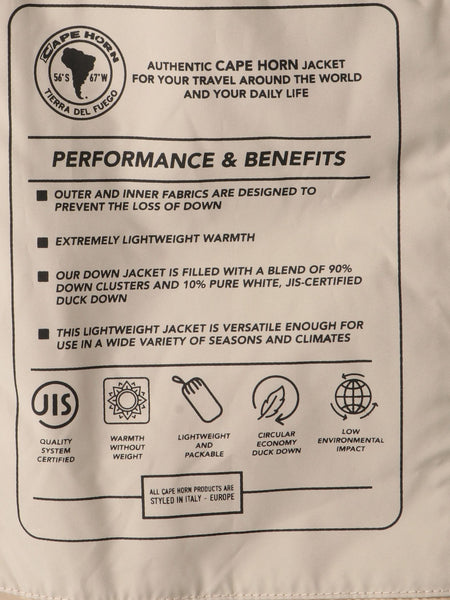 CAPE HORN
56°S 67°W
TIERRA DEL FUEGO
AUTHENTIC CAPE HORN JACKET
FOR YOUR TRAVEL AROUND THE WORLD
AND YOUR DAILY LIFE
PERFORMANCE & BENEFITS
OUTER AND INNER FABRICS ARE DESIGNED TO
PREVENT THE LOSS OF DOWN
EXTREMELY LIGHTWEIGHT WARMTH
OUR DOWN JACKET IS FILLED WITH A BLEND OF 90%
DOWN CLUSTERS AND 10% PURE WHITE, JIS-CERTIFIED
DUCK DOWN
THIS LIGHTWEIGHT JACKET IS VERSATILE ENOUGH FOR
USE IN A WIDE VARIETY OF SEASONS AND CLIMATES
JIS
QUALITY
SYSTEM
CERTIFIED
WARMTH
WITHOUT
WEIGHT
LIGHTWEIGHT
AND
PACKABLE
CIRCULAR
ECONOMY
DUCK DOWN
LOW
ENVIRONMENTAL
IMPACT
ALL CAPE HORN PRODUCTS ARE
STYLED IN ITALY - EUROPE